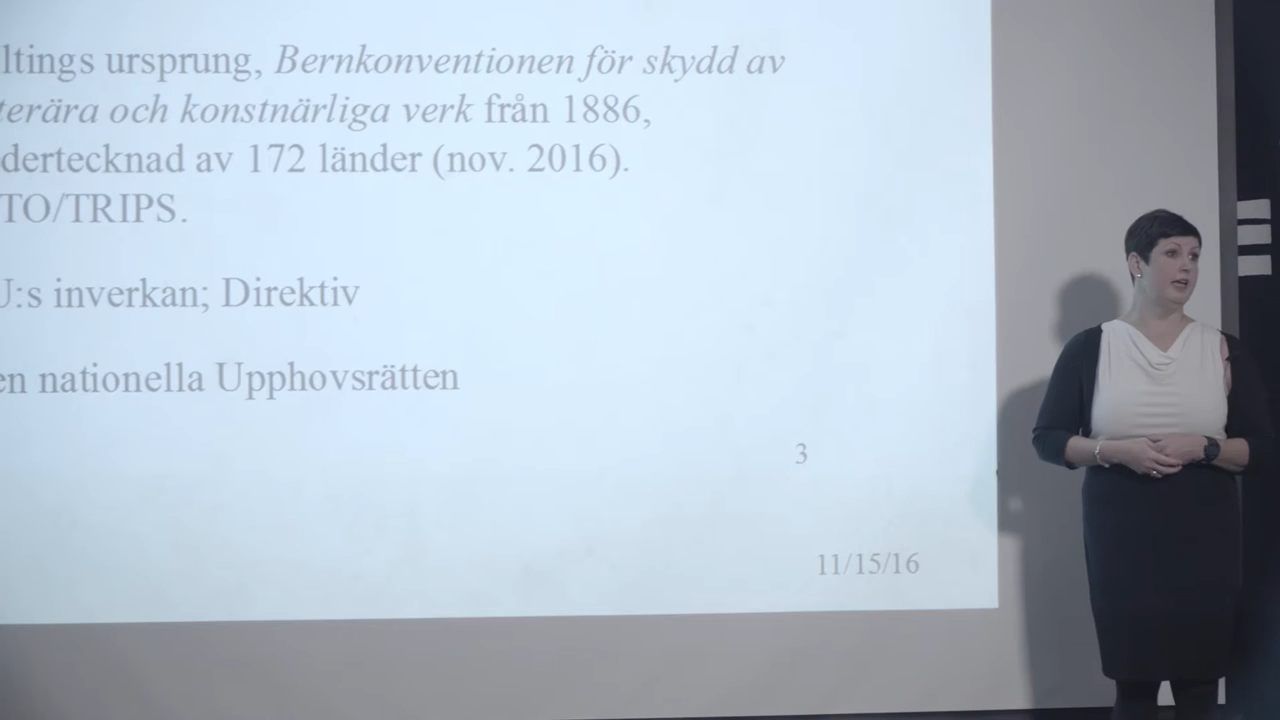 ltings ursprung, Bernkonventionen för skydd av
terära och konstnärliga verk från 1886,
dertecknad av 172 länder (nov. 2016).
TO/TRIPS.
J:s inverkan; Direktiv
en nationella Upphovsrätten
3
11/15/16